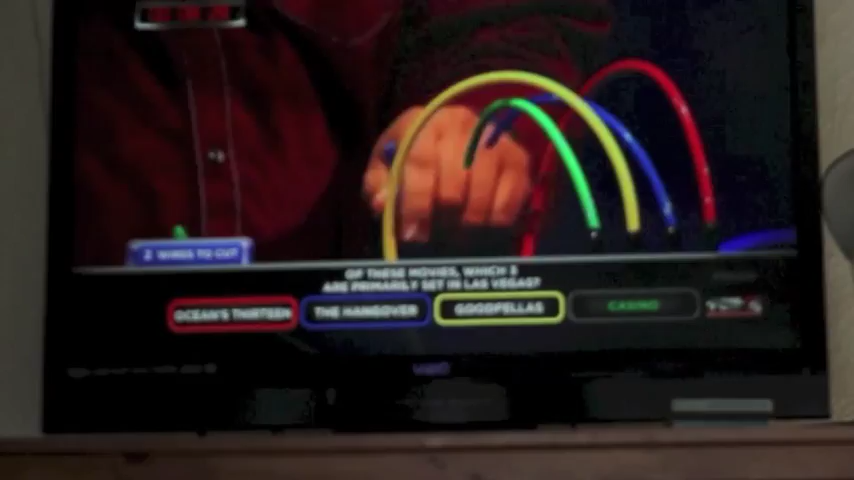 2 WIRES TO CUT
OF THESE MOVIES, WHICH 3
ARE PRIMARILY SET IN LAS VEGAS?
OCEAN'S THIRTEEN THE HANGOVER GOODFELLAS CASINO